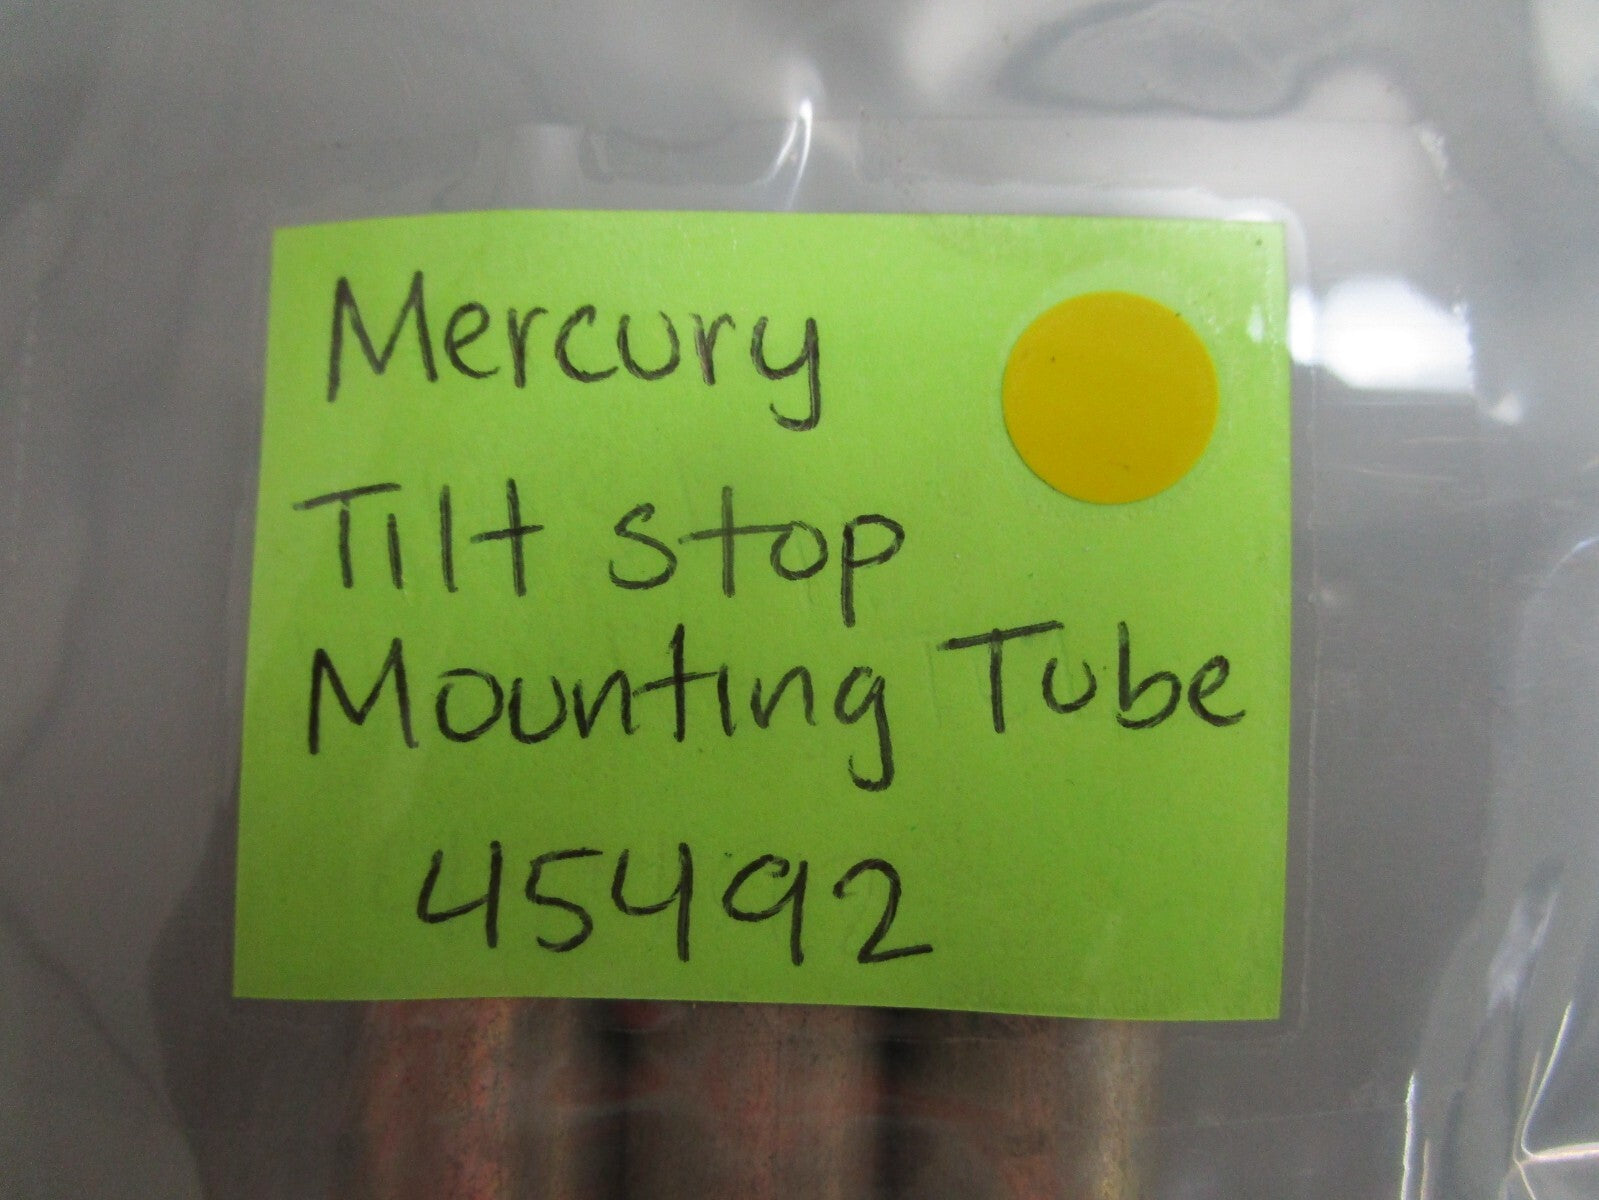 Mercury
Tilt stop
Mounting Tube
45492